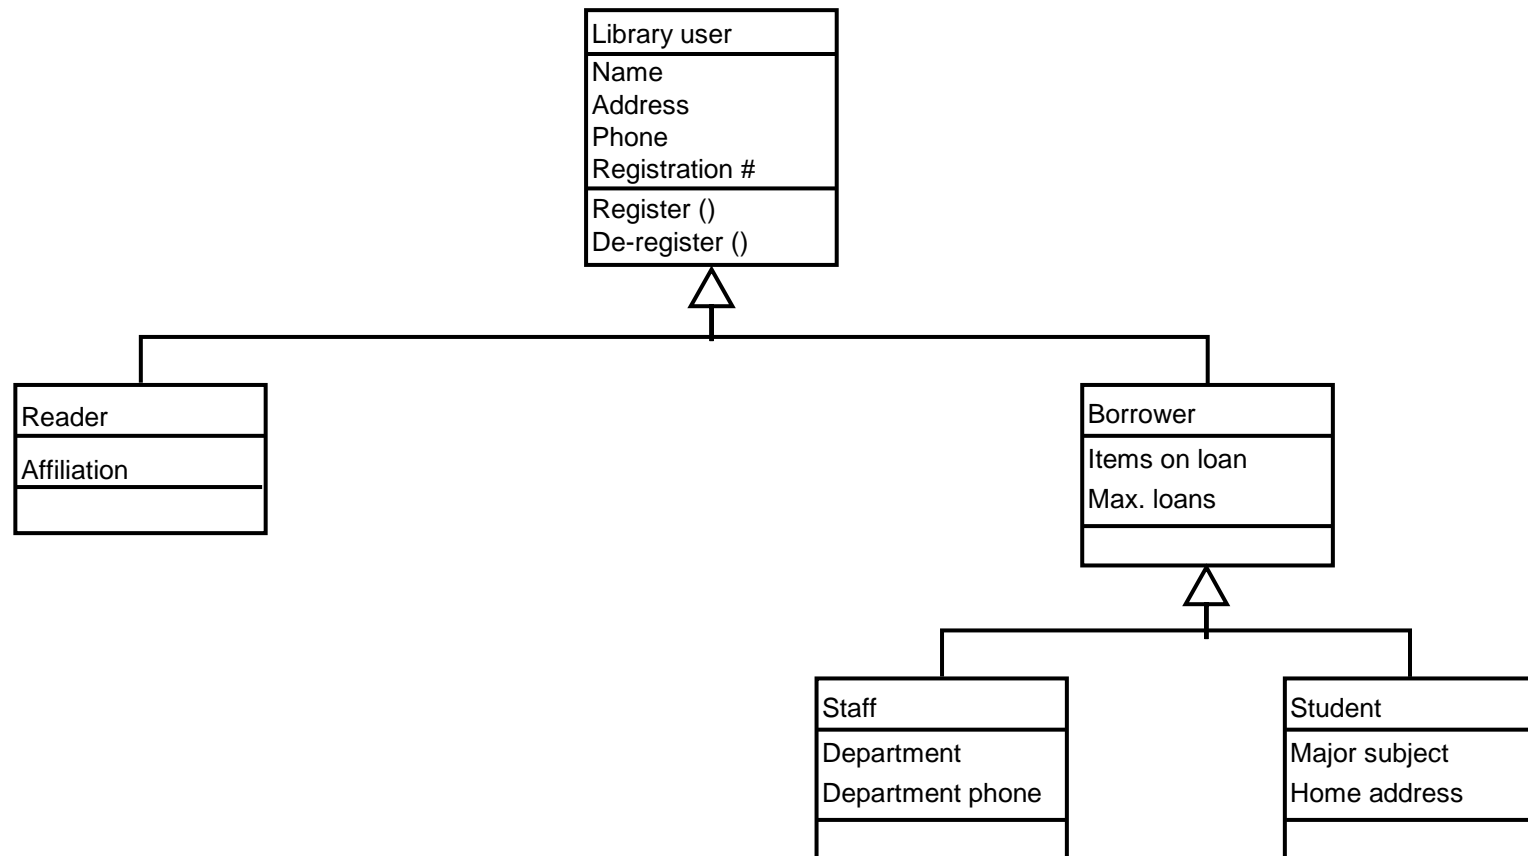 Library user
Name
Address
Phone
Registration #
Register ()
De-register ()
Reader
Affiliation
Borrower
Items on loan
Max. loans
Staff
Department
Department phone
Student
Major subject
Home address